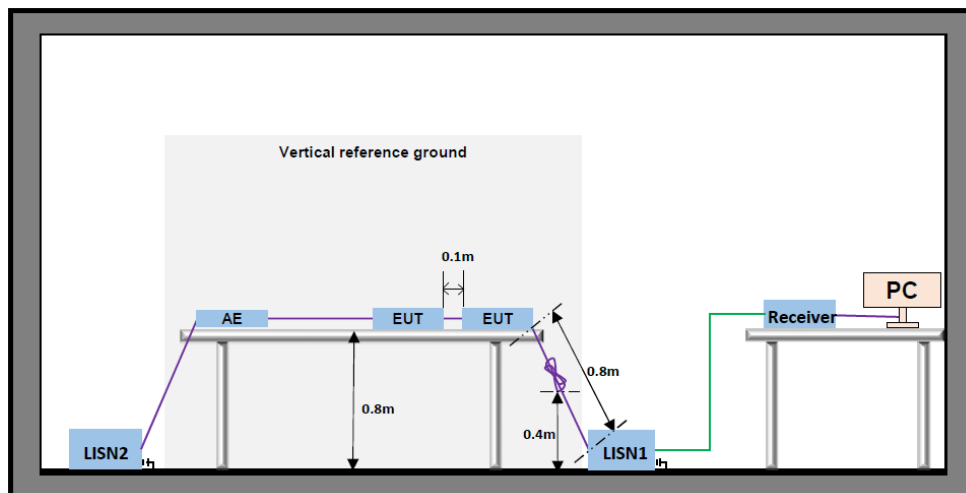 Vertical reference ground
0.1m
PC
AE
EUT
EUT
Receiver
0.8m
0.8m
0.4m
LISN2
LISN1